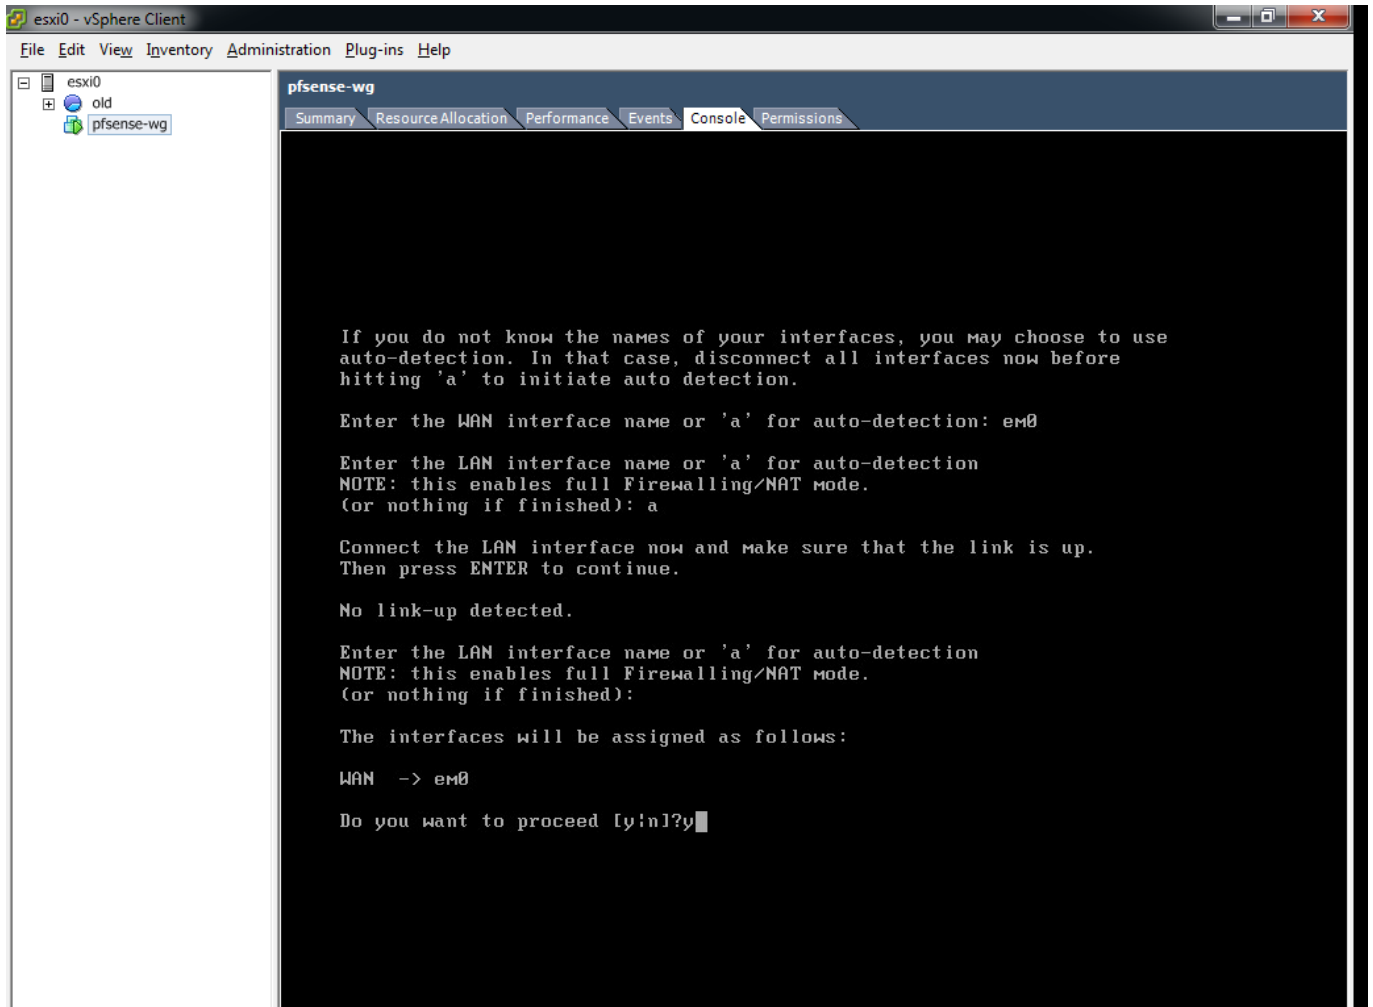 esxi0 - vSphere Client
File Edit View Inventory Administration Plug-ins Help
esxi0
old
pfsense-wg
pfsense-wg
Summary Resource Allocation Performance Events Console Permissions
If you do not know the names of your interfaces, you may choose to use
auto-detection. In that case, disconnect all interfaces now before
hitting 'a' to initiate auto detection.
Enter the WAN interface name or 'a' for auto-detection: em0
Enter the LAN interface name or 'a' for auto-detection
NOTE: this enables full Firewalling/NAT mode.
(or nothing if finished): a
Connect the LAN interface now and make sure that the link is up.
Then press ENTER to continue.
No link-up detected.
Enter the LAN interface name or 'a' for auto-detection
NOTE: this enables full Firewalling/NAT mode.
(or nothing if finished):
The interfaces will be assigned as follows:
WAN  -> em0
Do you want to proceed [y|n]?y